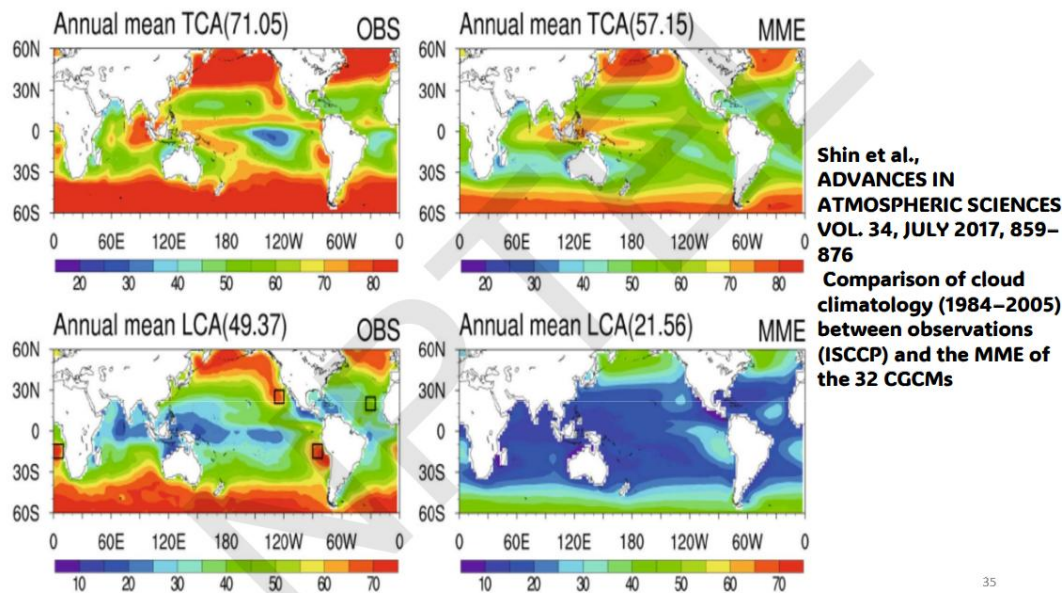 Annual mean TCA(71.05) OBS
60N
30N
0
30S
60S
0 60E 120E 180 120W 60W 0
20 30 40 50 60 70 80
Annual mean TCA(57.15) MME
60N
30N
0
30S
60S
0 60E 120E 180 120W 60W 0
20 30 40 50 60 70 80
Annual mean LCA(49.37) OBS
60N
30N
0
30S
60S
0 60E 120E 180 120W 60W 0
10 20 30 40 50 60 70
Annual mean LCA(21.56) MME
60N
30N
0
30S
60S
0 60E 120E 180 120W 60W 0
10 20 30 40 50 60 70
Shin et al.,
ADVANCES IN
ATMOSPHERIC SCIENCES
VOL. 34, JULY 2017, 859–
876
Comparison of cloud
climatology (1984–2005)
between observations
(ISCCP) and the MME of
the 32 CGCMs
35
NPTEL